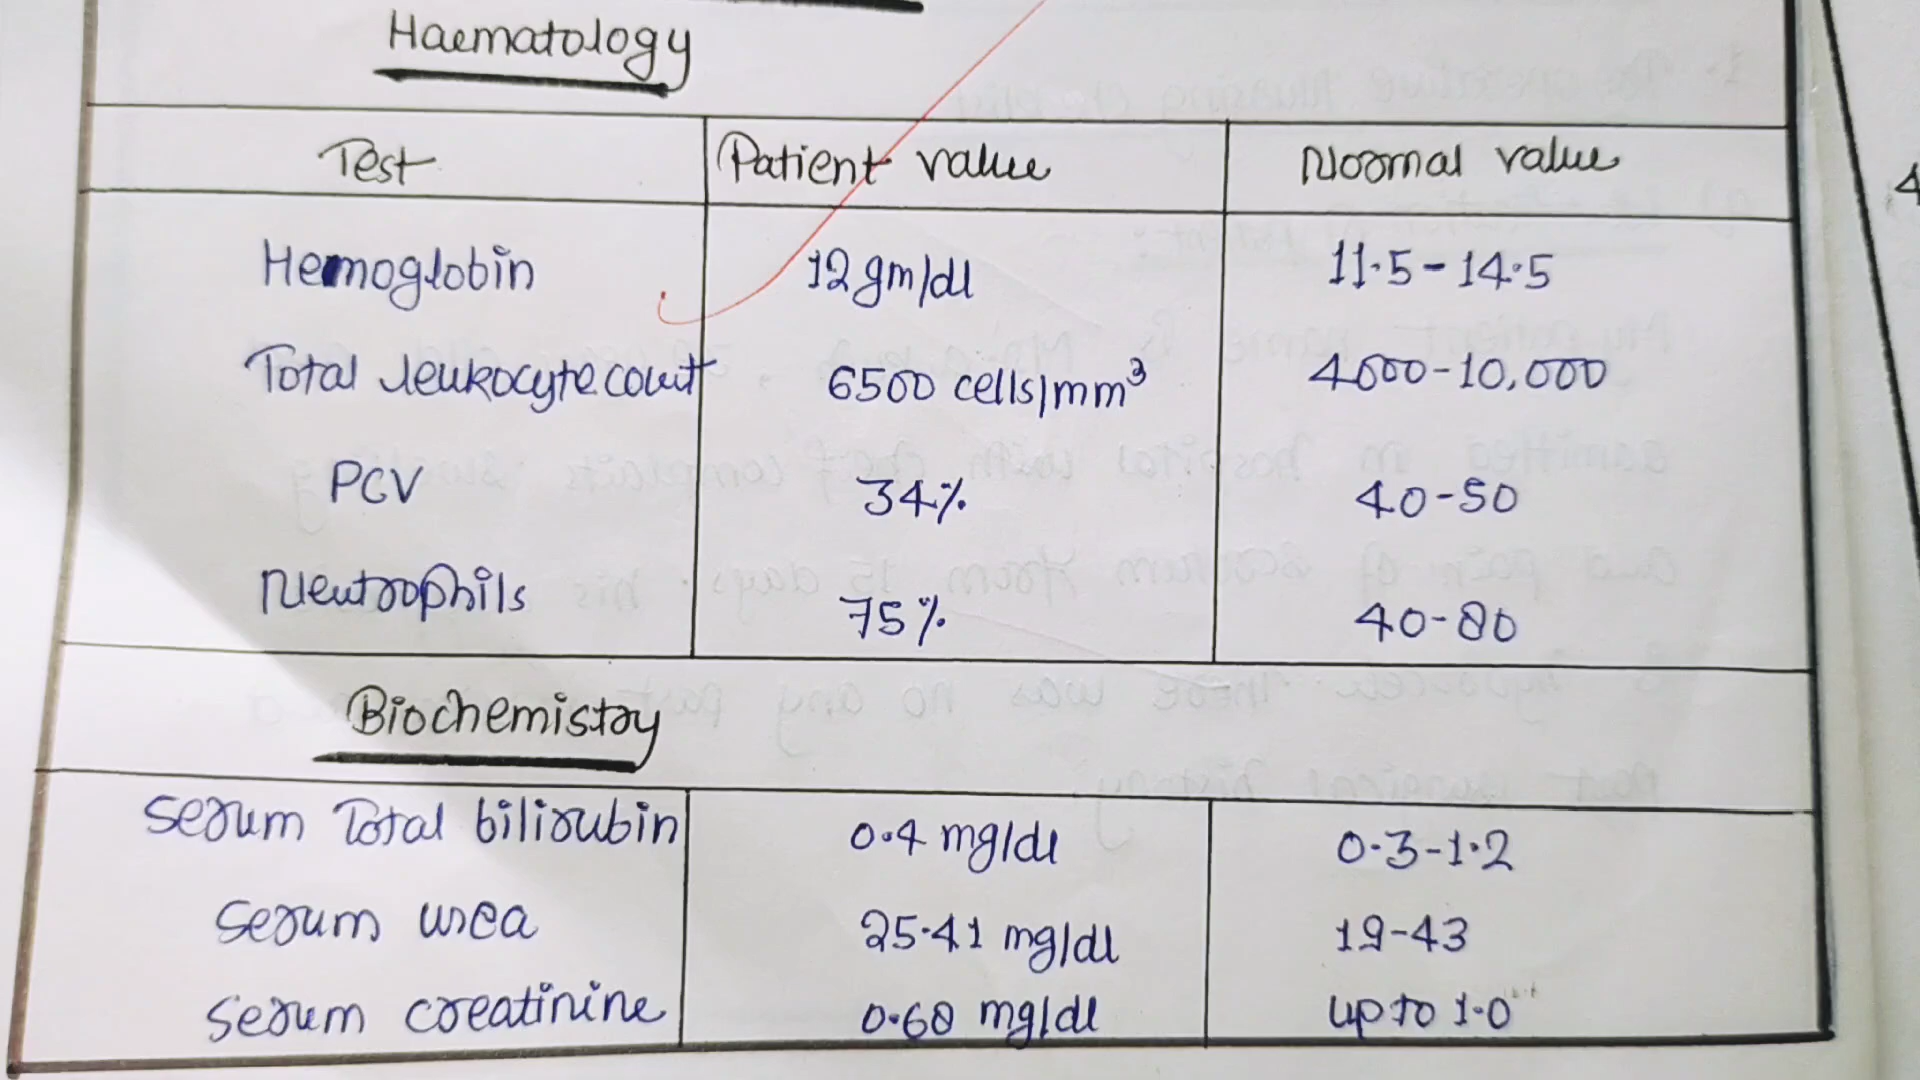 Haematology
Test Patient value Normal value
Hemoglobin 12 gm/dl 11.5-14.5
Total leukocyte count 6500 cells/mm³ 4000-10,000
PCV 34% 40-50
Neutrophils 75% 40-80
Biochemistry
Serum Total bilirubin 0.4 mg/dl 0.3-1.2
Serum urea 25.41 mg/dl 19-43
Serum creatinine 0.68 mg/dl up to 1.0